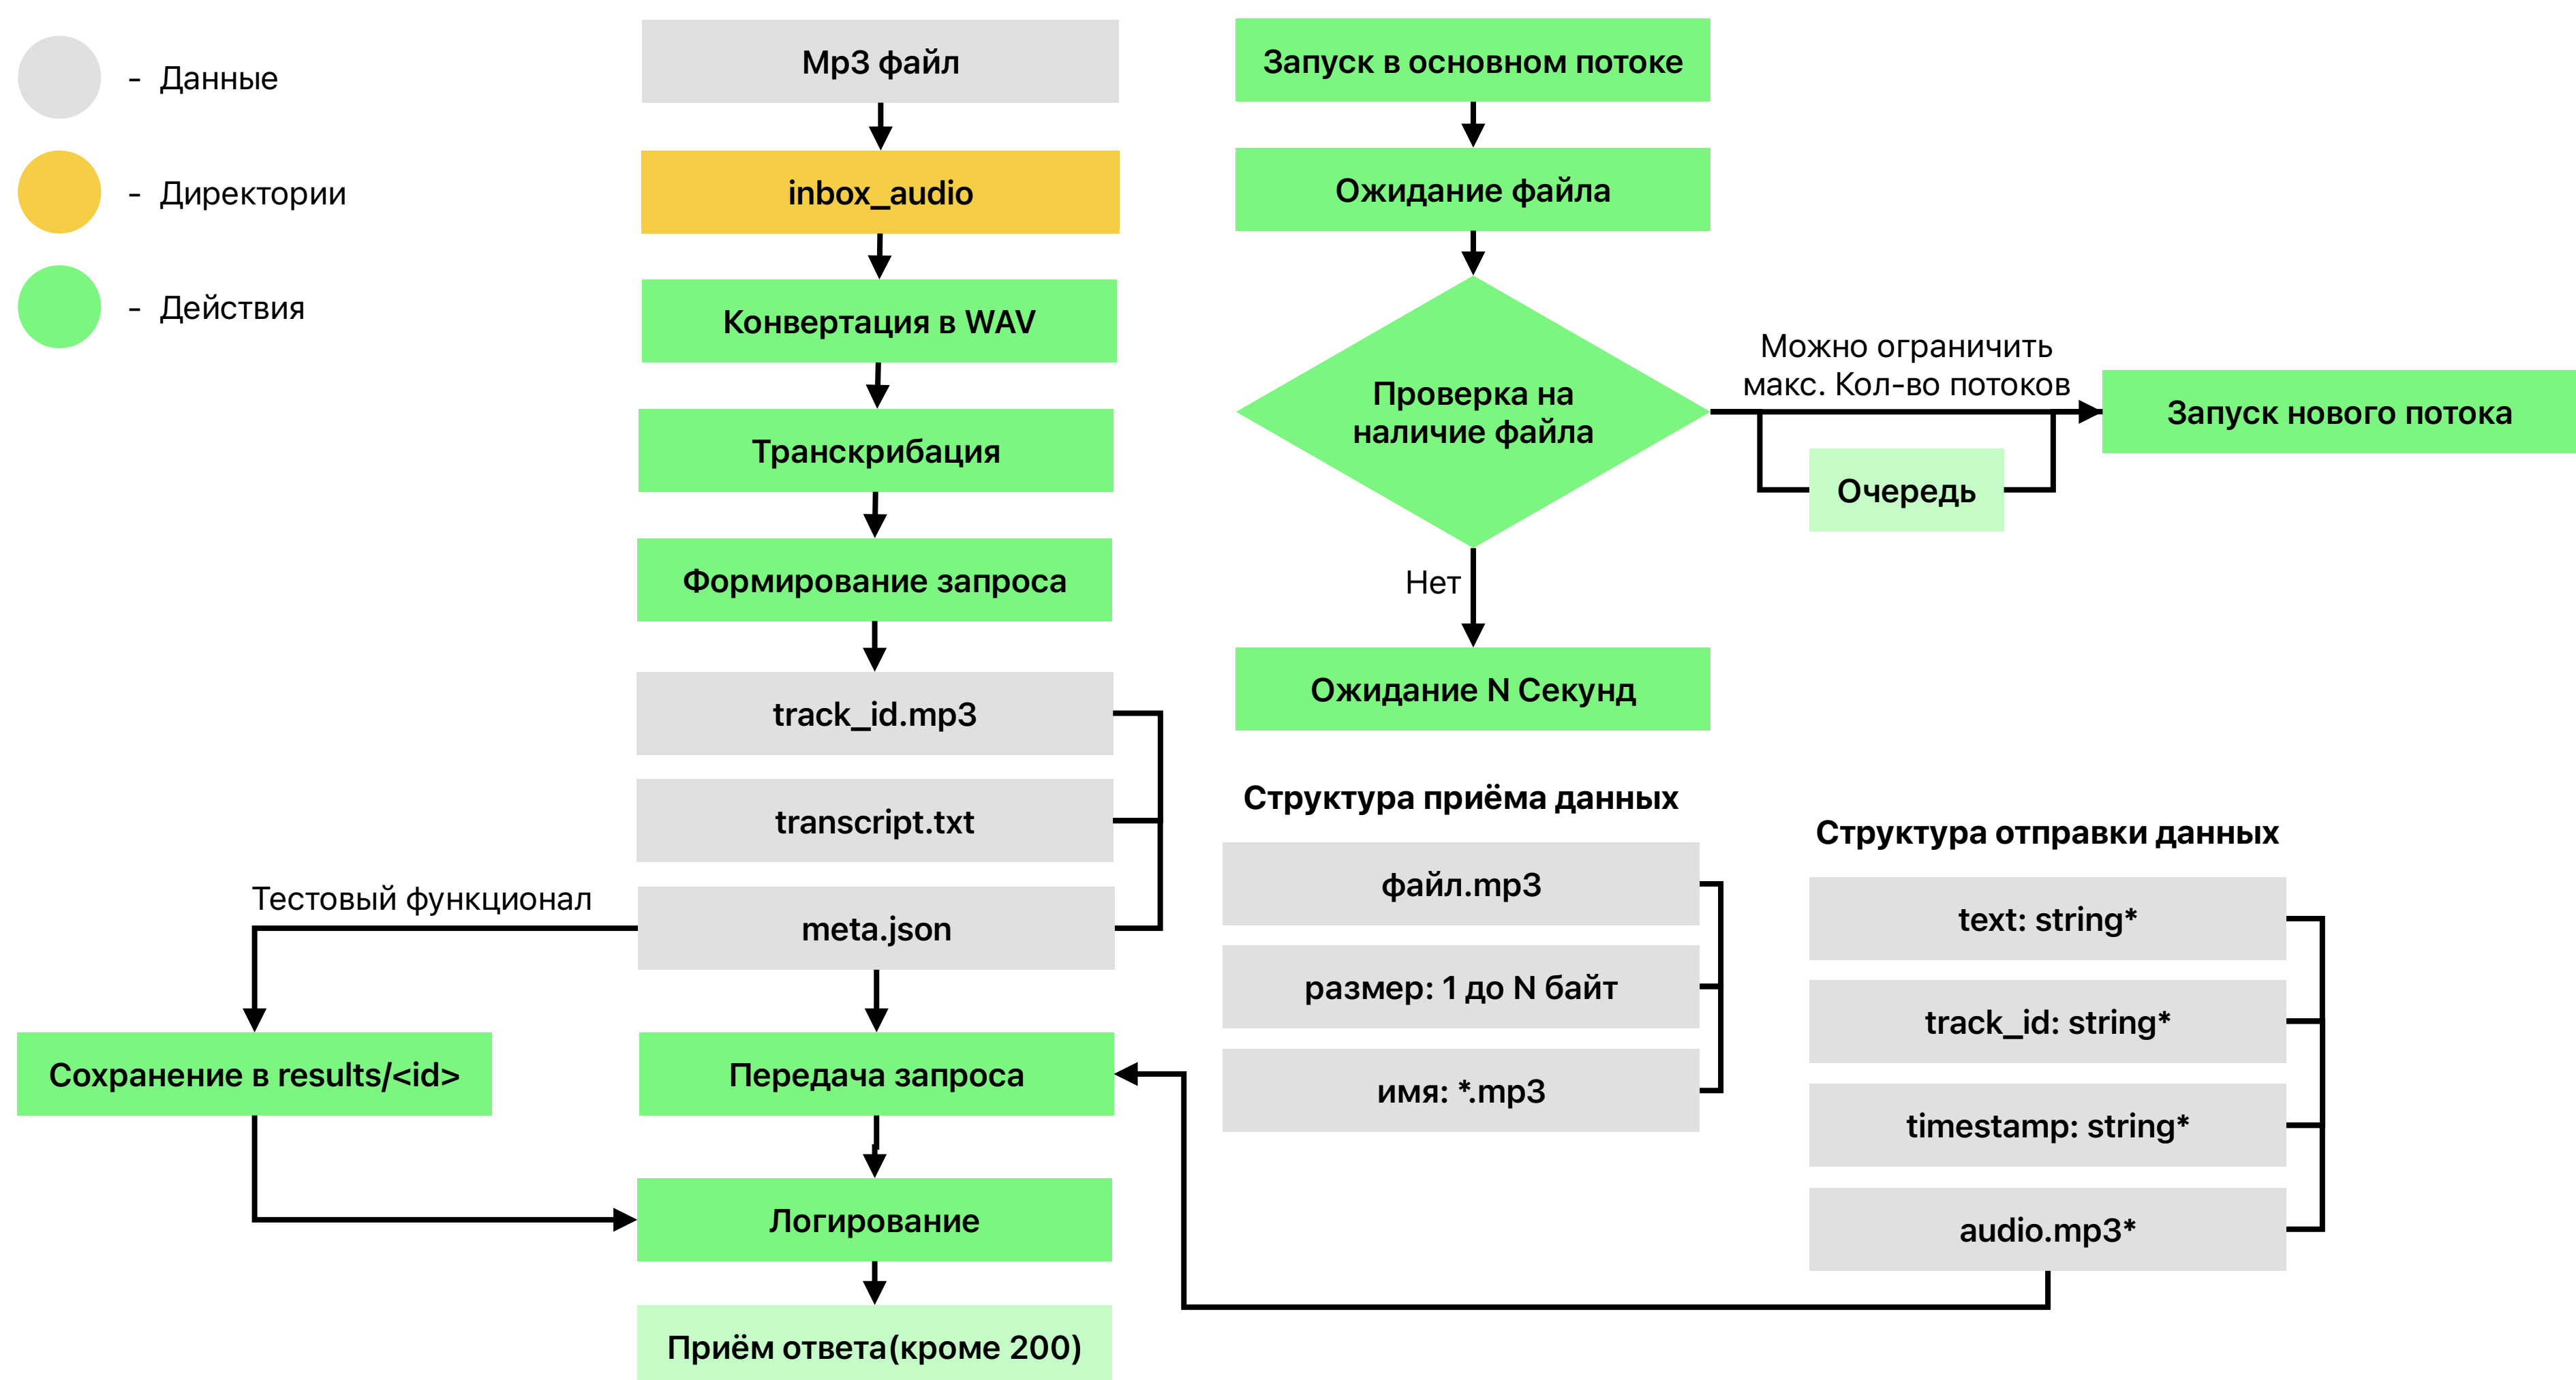 - Данные
- Директории
- Действия
Mp3 файл
inbox_audio
Конвертация в WAV
Транскрибация
Формирование запроса
track_id.mp3
transcript.txt
meta.json
Тестовый функционал
Сохранение в results/<id>
Передача запроса
Логирование
Приём ответа(кроме 200)
Запуск в основном потоке
Ожидание файла
Проверка на
наличие файла
Можно ограничить
макс. Кол-во потоков
Очередь
Запуск нового потока
Нет
Ожидание N Секунд
Структура приёма данных
файл.mp3
размер: 1 до N байт
имя: *.mp3
Структура отправки данных
text: string*
track_id: string*
timestamp: string*
audio.mp3*